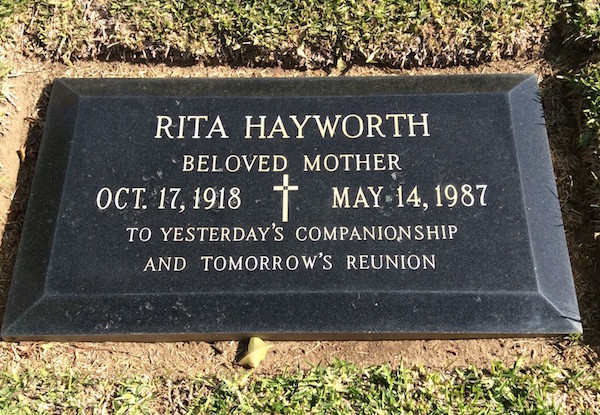 RITA HAYWORTH
BELOVED MOTHER
OCT. 17, 1918 MAY 14, 1987
TO YESTERDAY'S COMPANIONSHIP
AND TOMORROW'S REUNION